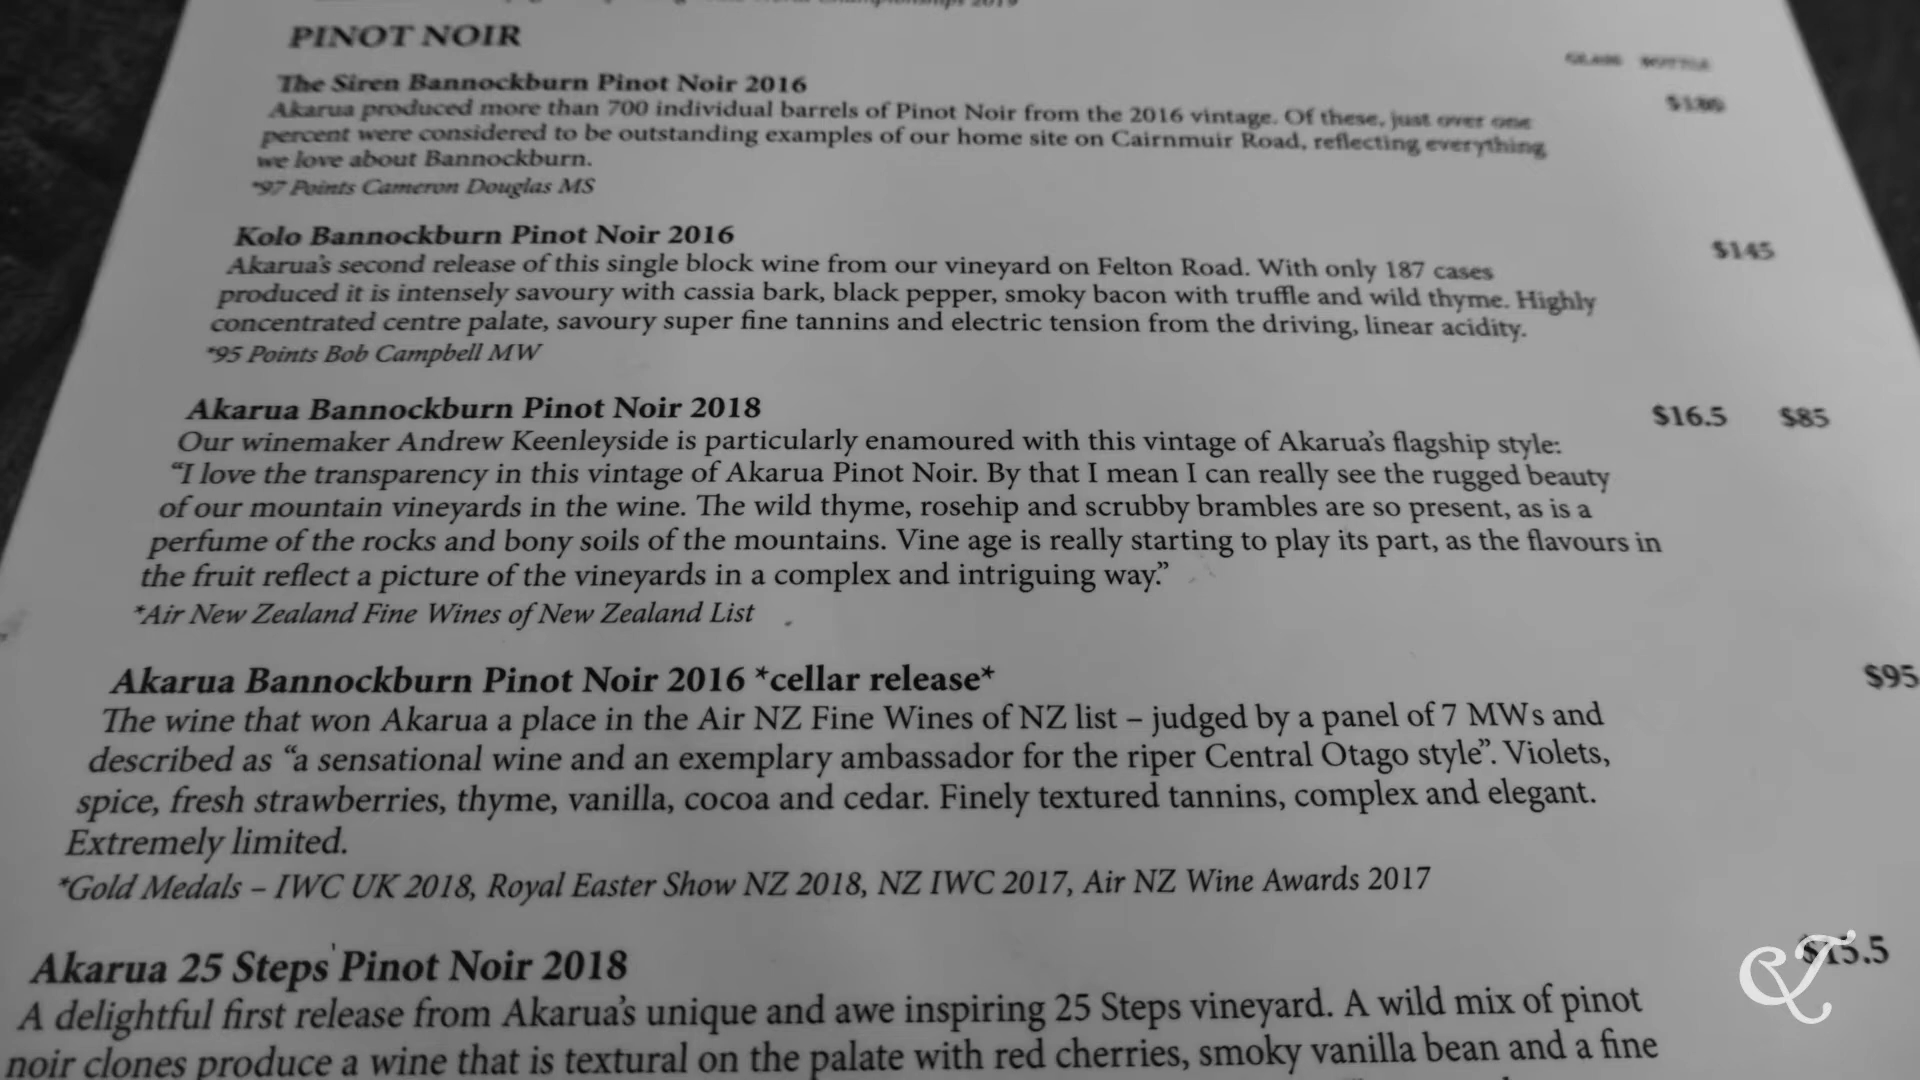 Championships 2019
PINOT NOIR
GLASS BOTTLE
The Siren Bannockburn Pinot Noir 2016 $180
Akarua produced more than 700 individual barrels of Pinot Noir from the 2016 vintage. Of these, just over one
percent were considered to be outstanding examples of our home site on Cairnmuir Road, reflecting everything
we love about Bannockburn.
*97 Points Cameron Douglas MS
Kolo Bannockburn Pinot Noir 2016 $145
Akarua's second release of this single block wine from our vineyard on Felton Road. With only 187 cases
produced it is intensely savoury with cassia bark, black pepper, smoky bacon with truffle and wild thyme. Highly
concentrated centre palate, savoury super fine tannins and electric tension from the driving, linear acidity.
*95 Points Bob Campbell MW
Akarua Bannockburn Pinot Noir 2018 $16.5 $85
Our winemaker Andrew Keenleyside is particularly enamoured with this vintage of Akarua's flagship style:
“I love the transparency in this vintage of Akarua Pinot Noir. By that I mean I can really see the rugged beauty
of our mountain vineyards in the wine. The wild thyme, rosehip and scrubby brambles are so present, as is a
perfume of the rocks and bony soils of the mountains. Vine age is really starting to play its part, as the flavours in
the fruit reflect a picture of the vineyards in a complex and intriguing way.”
*Air New Zealand Fine Wines of New Zealand List
Akarua Bannockburn Pinot Noir 2016 *cellar release* $95
The wine that won Akarua a place in the Air NZ Fine Wines of NZ list – judged by a panel of 7 MWs and
described as “a sensational wine and an exemplary ambassador for the riper Central Otago style”. Violets,
spice, fresh strawberries, thyme, vanilla, cocoa and cedar. Finely textured tannins, complex and elegant.
Extremely limited.
*Gold Medals – IWC UK 2018, Royal Easter Show NZ 2018, NZ IWC 2017, Air NZ Wine Awards 2017
Akarua 25 Steps Pinot Noir 2018 $15.5
A delightful first release from Akarua's unique and awe inspiring 25 Steps vineyard. A wild mix of pinot
noir clones produce a wine that is textural on the palate with red cherries, smoky vanilla bean and a fine